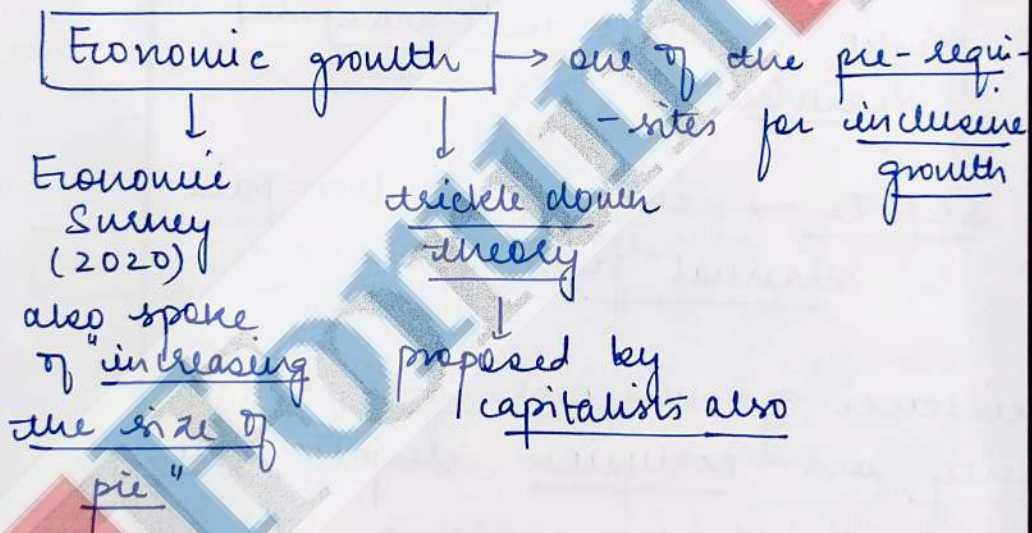 Economic growth → one of the pre-requi-
-sites for inclusive
growth
↓
Economic
Survey
(2020)
also spoke
of "increasing
the size of
pie"
↓
trickle down
theory
↓
proposed by
capitalists also
Forum